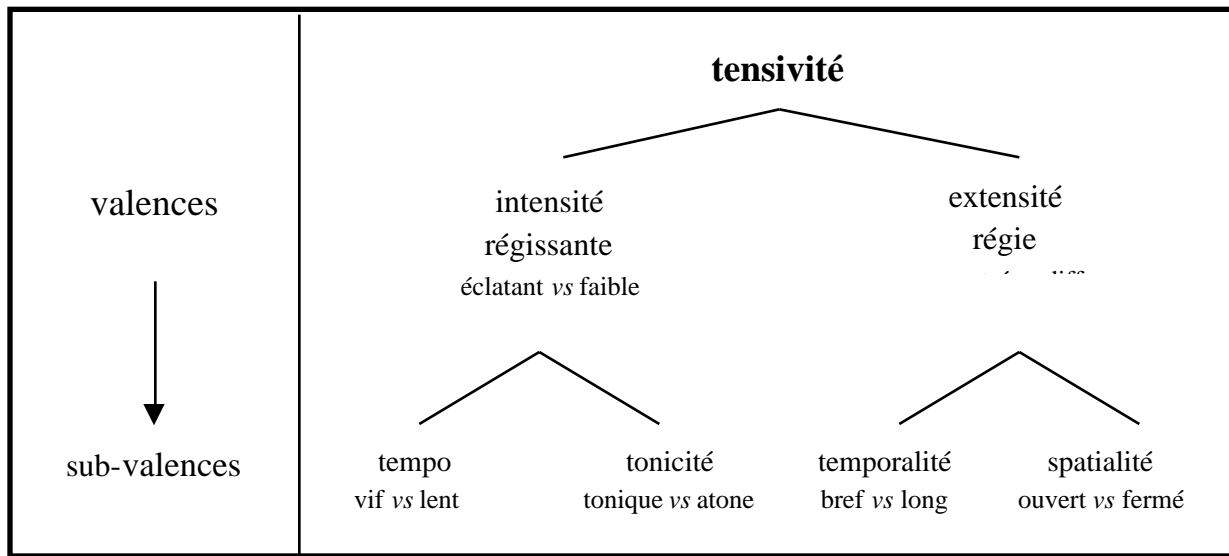 tensivité
valences
intensité
régissante
éclatant vs faible
extensité
régie
sub-valences
tempo
vif vs lent
tonicité
tonique vs atone
temporalité
bref vs long
spatialité
ouvert vs fermé